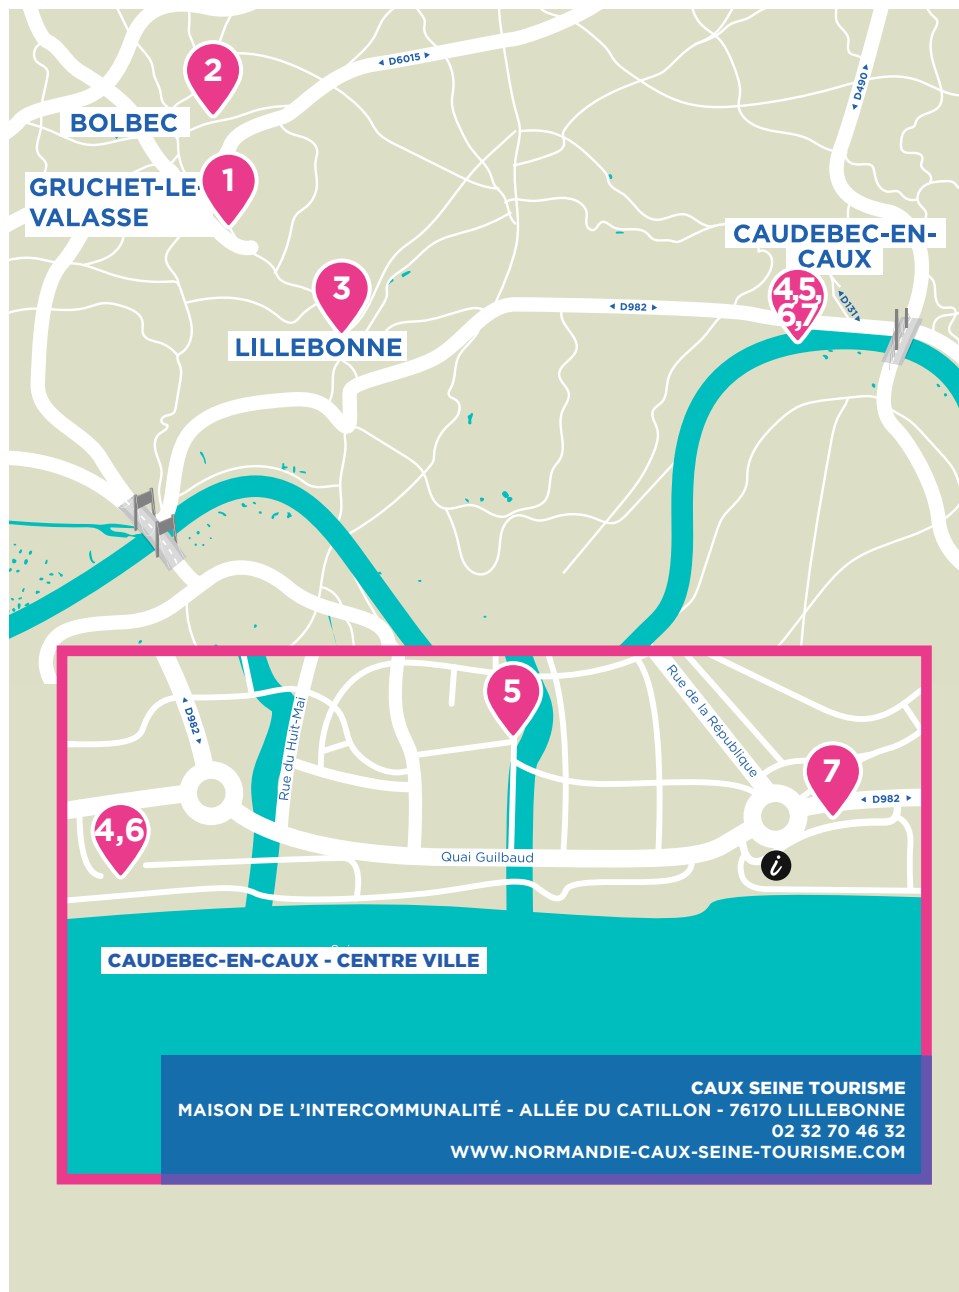 D6015
D490
2
BOLBEC
1
GRUCHET-LE-
VALASSE
CAUDEBEC-EN-
CAUX
3
4,5,
6,7
D131
D982
LILLEBONNE
5
Rue de la République
D982
Rue du Huit-Mai
7
D982
4,6
Quai Guilbaud
i
CAUDEBEC-EN-CAUX - CENTRE VILLE
CAUX SEINE TOURISME
MAISON DE L'INTERCOMMUNALITÉ - ALLÉE DU CATILLON - 76170 LILLEBONNE
02 32 70 46 32
WWW.NORMANDIE-CAUX-SEINE-TOURISME.COM